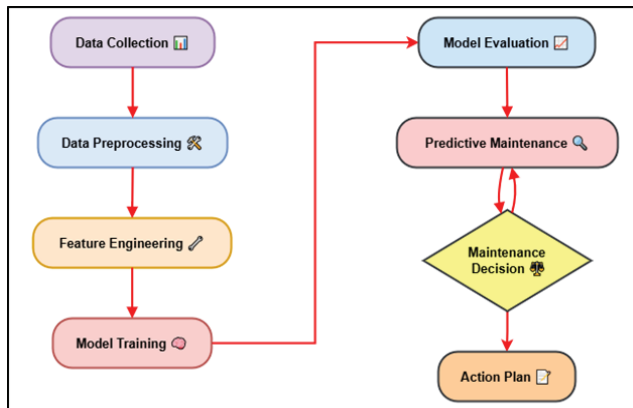 Data Collection 📊
Data Preprocessing 🛠
Feature Engineering 🦴
Model Training 🧠
Model Evaluation 📈
Predictive Maintenance 🔍
Maintenance
Decision ⚖
Action Plan 📝